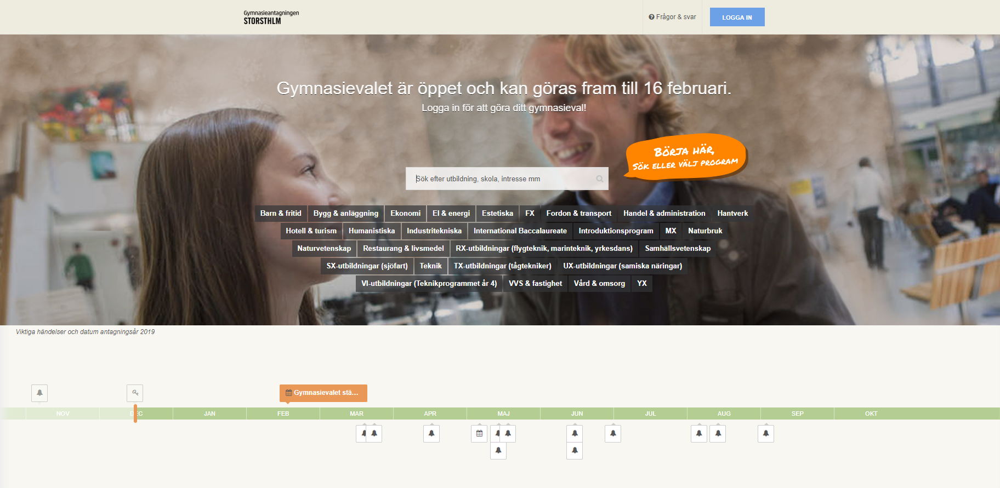 Gymnasieantagningen
STORSTHLM
Frågor & svar
LOGGA IN
Gymnasievalet är öppet och kan göras fram till 16 februari.
Logga in för att göra ditt gymnasieval!
Börja här,
Sök eller välj program
Sök efter utbildning, skola, intresse mm
Barn & fritid Bygg & anläggning Ekonomi El & energi Estetiska FX Fordon & transport Handel & administration Hantverk
Hotell & turism Humanistiska Industritekniska International Baccalaureate Introduktionsprogram MX Naturbruk
Naturvetenskap Restaurang & livsmedel RX-utbildningar (flygteknik, marinteknik, yrkesdans) Samhällsvetenskap
SX-utbildningar (sjöfart) Teknik TX-utbildningar (tågtekniker) UX-utbildningar (samiska näringar)
VI-utbildningar (Teknikprogrammet år 4) VVS & fastighet Vård & omsorg YX
Viktiga händelser och datum antagningsår 2019
Gymnasievalet stä...
NOV DEC JAN FEB MAR APR MAJ JUN JUL AUG SEP OKT